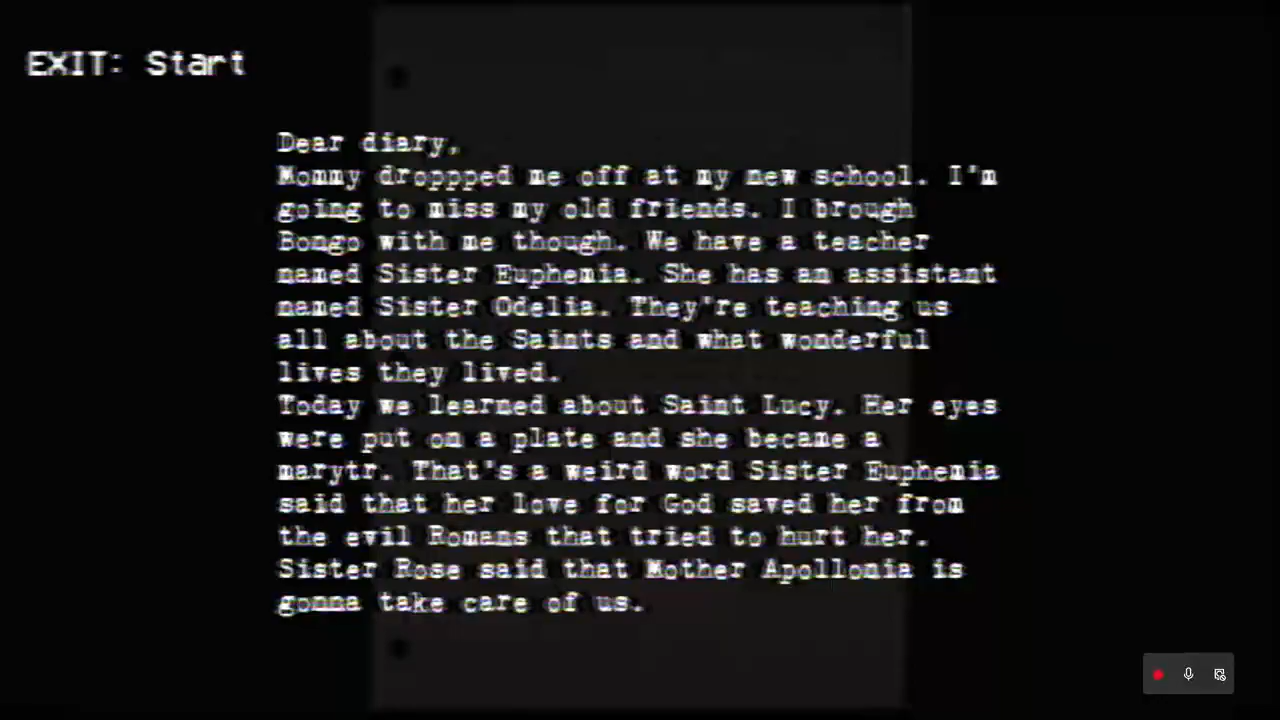 EXIT: Start
Dear diary,
Mommy droppped me off at my new school. I'm
going to miss my old friends. I brough
Bongo with me though. We have a teacher
named Sister Euphemia. She has an assistant
named Sister Odelia. They're teaching us
all about the Saints and what wonderful
lives they lived.
Today we learned about Saint Lucy. Her eyes
were put on a plate and she became a
marytr. That's a weird word Sister Euphemia
said that her love for God saved her from
the evil Romans that tried to hurt her.
Sister Rose said that Mother Apollonia is
gonna take care of us.